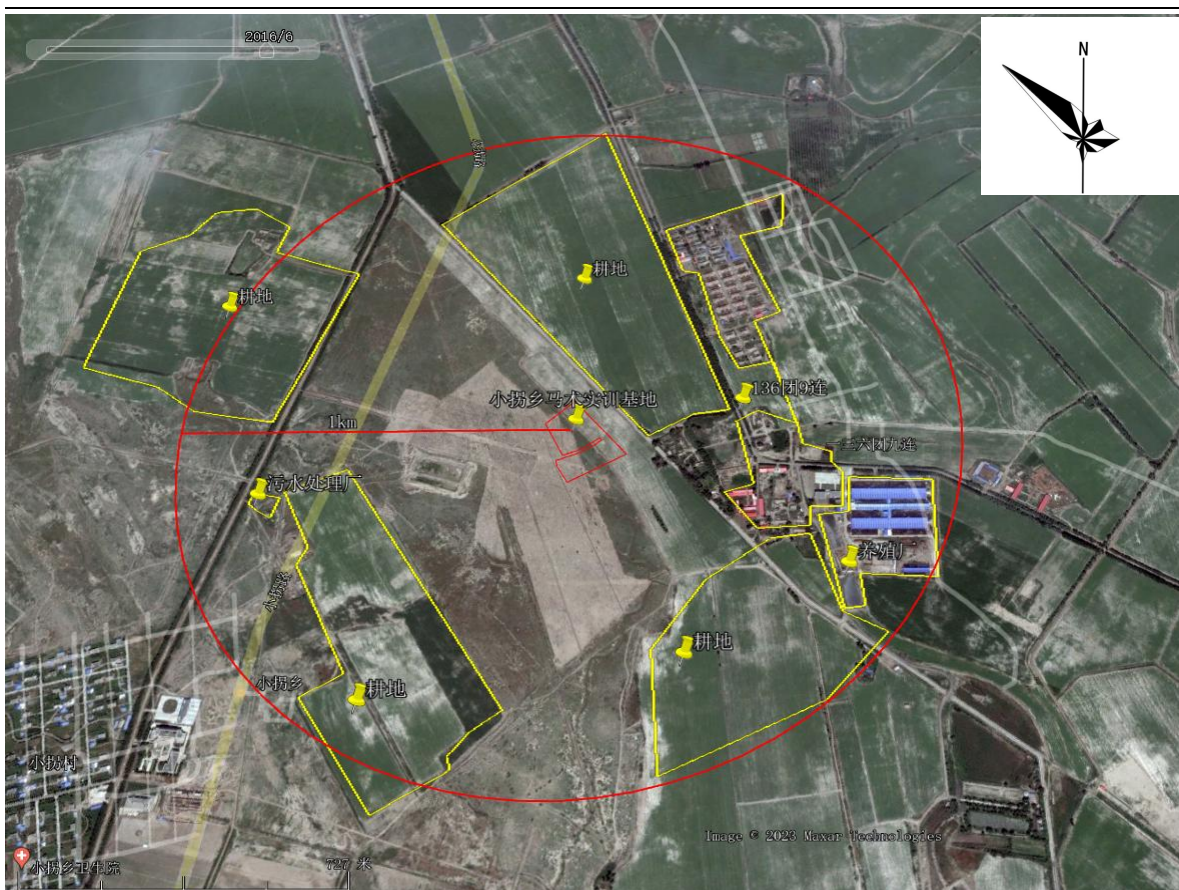 2016/6
N
耕地
耕地
小拐乡马术实训基地
136团9连
1km
一三六团九连
污水处理厂
养殖厂
小拐路
耕地
小拐乡
耕地
小拐村
Image © 2023 Maxar Technologies
小拐乡卫生院
727 米